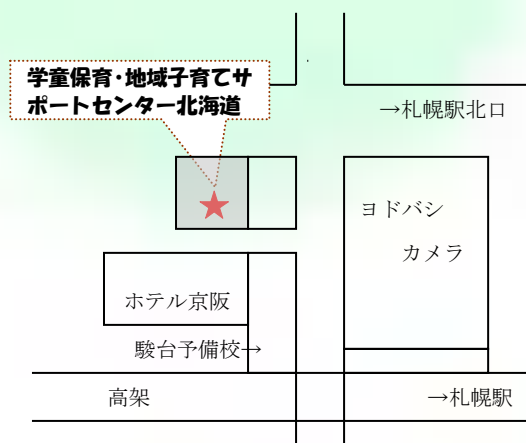 学童保育・地域子育てサ
ポートセンター北海道
→札幌駅北口
ヨドバシ
カメラ
ホテル京阪
駿台予備校→
高架
→札幌駅